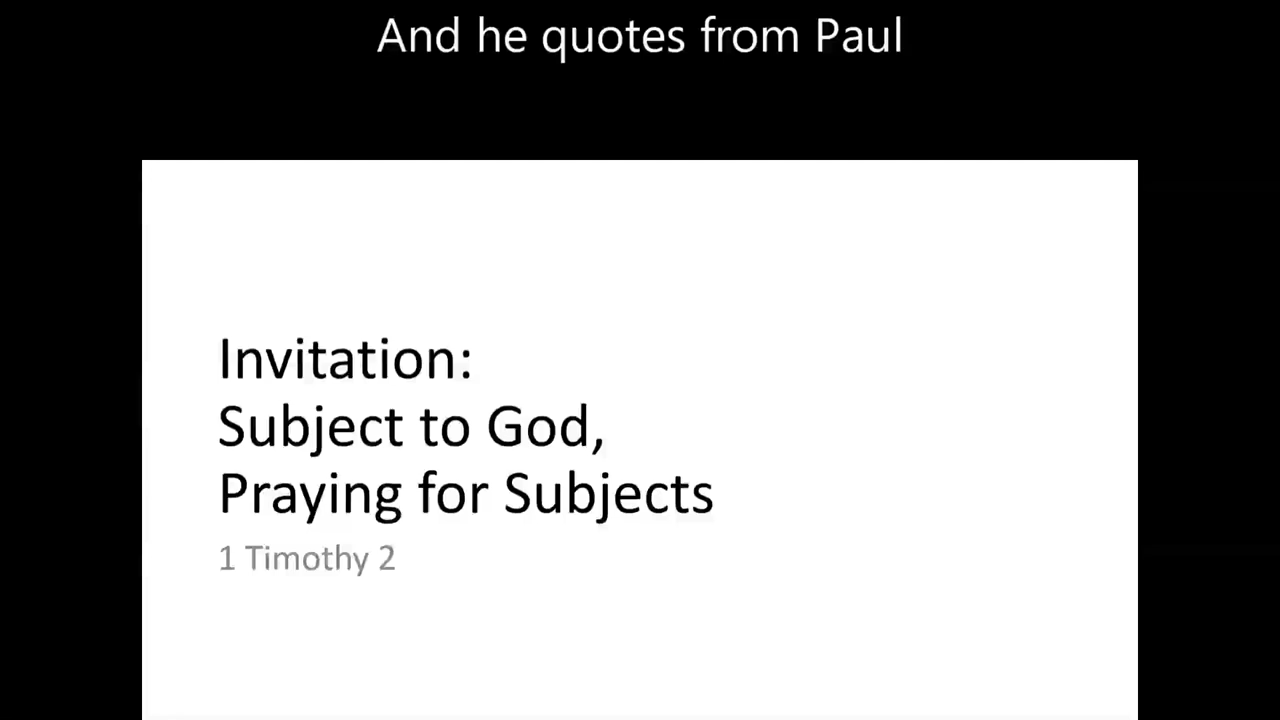 And he quotes from Paul
Invitation:
Subject to God,
Praying for Subjects
1 Timothy 2